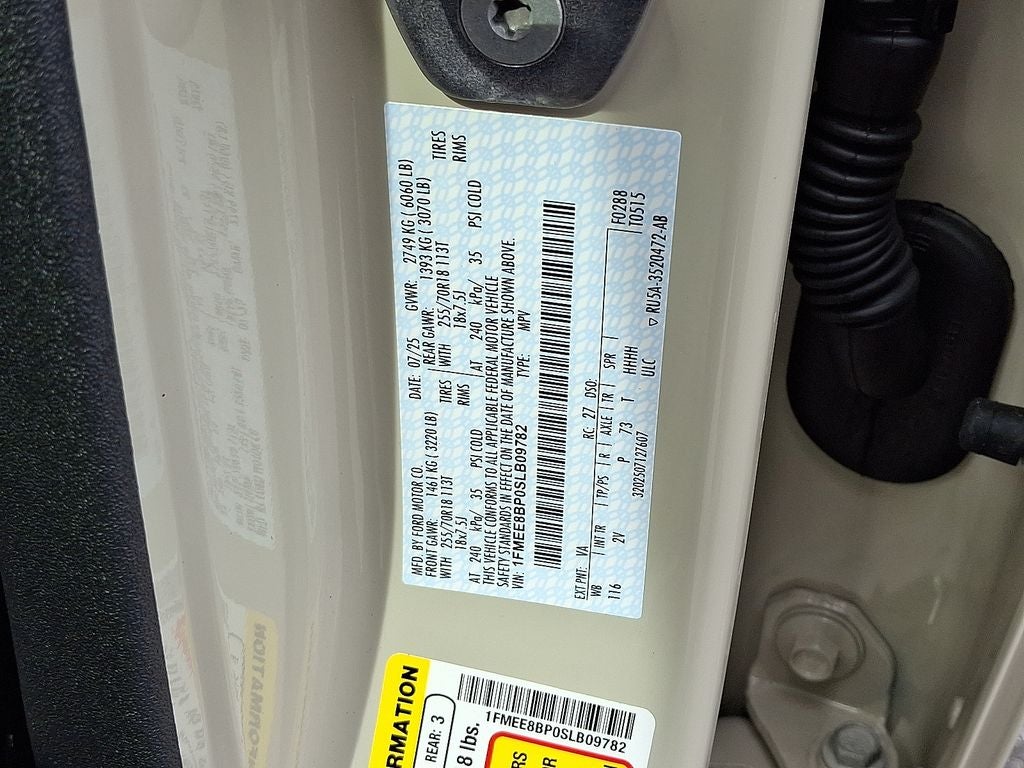 MFD. BY FORD MOTOR CO. DATE: 07/25 GVWR: 2749 KG ( 6060 LB)
FRONT GAWR: 1461 KG ( 3220 LB) REAR GAWR: 1393 KG ( 3070 LB)
WITH 255/70R18 113T TIRES WITH 255/70R18 113T TIRES
18x7.5J RIMS 18x7.5J RIMS
AT 240 kPa/ 35 PSI COLD AT 240 kPa/ 35 PSI COLD
THIS VEHICLE CONFORMS TO ALL APPLICABLE FEDERAL MOTOR VEHICLE
SAFETY STANDARDS IN EFFECT ON THE DATE OF MANUFACTURE SHOWN ABOVE.
VIN: 1FMEE8BP0SLB09782 TYPE: MPV
EXT PNT: VA RC: 27 DSO:
WB INT TR TP/PS R AXLE TR SPR F0288
116 2V P 73 T HHHH T0515
320250712T607 ULC ▽ RU5A-3520472-AB
RMATION
REAR: 3
8 lbs.
1FMEE8BP0SLB09782